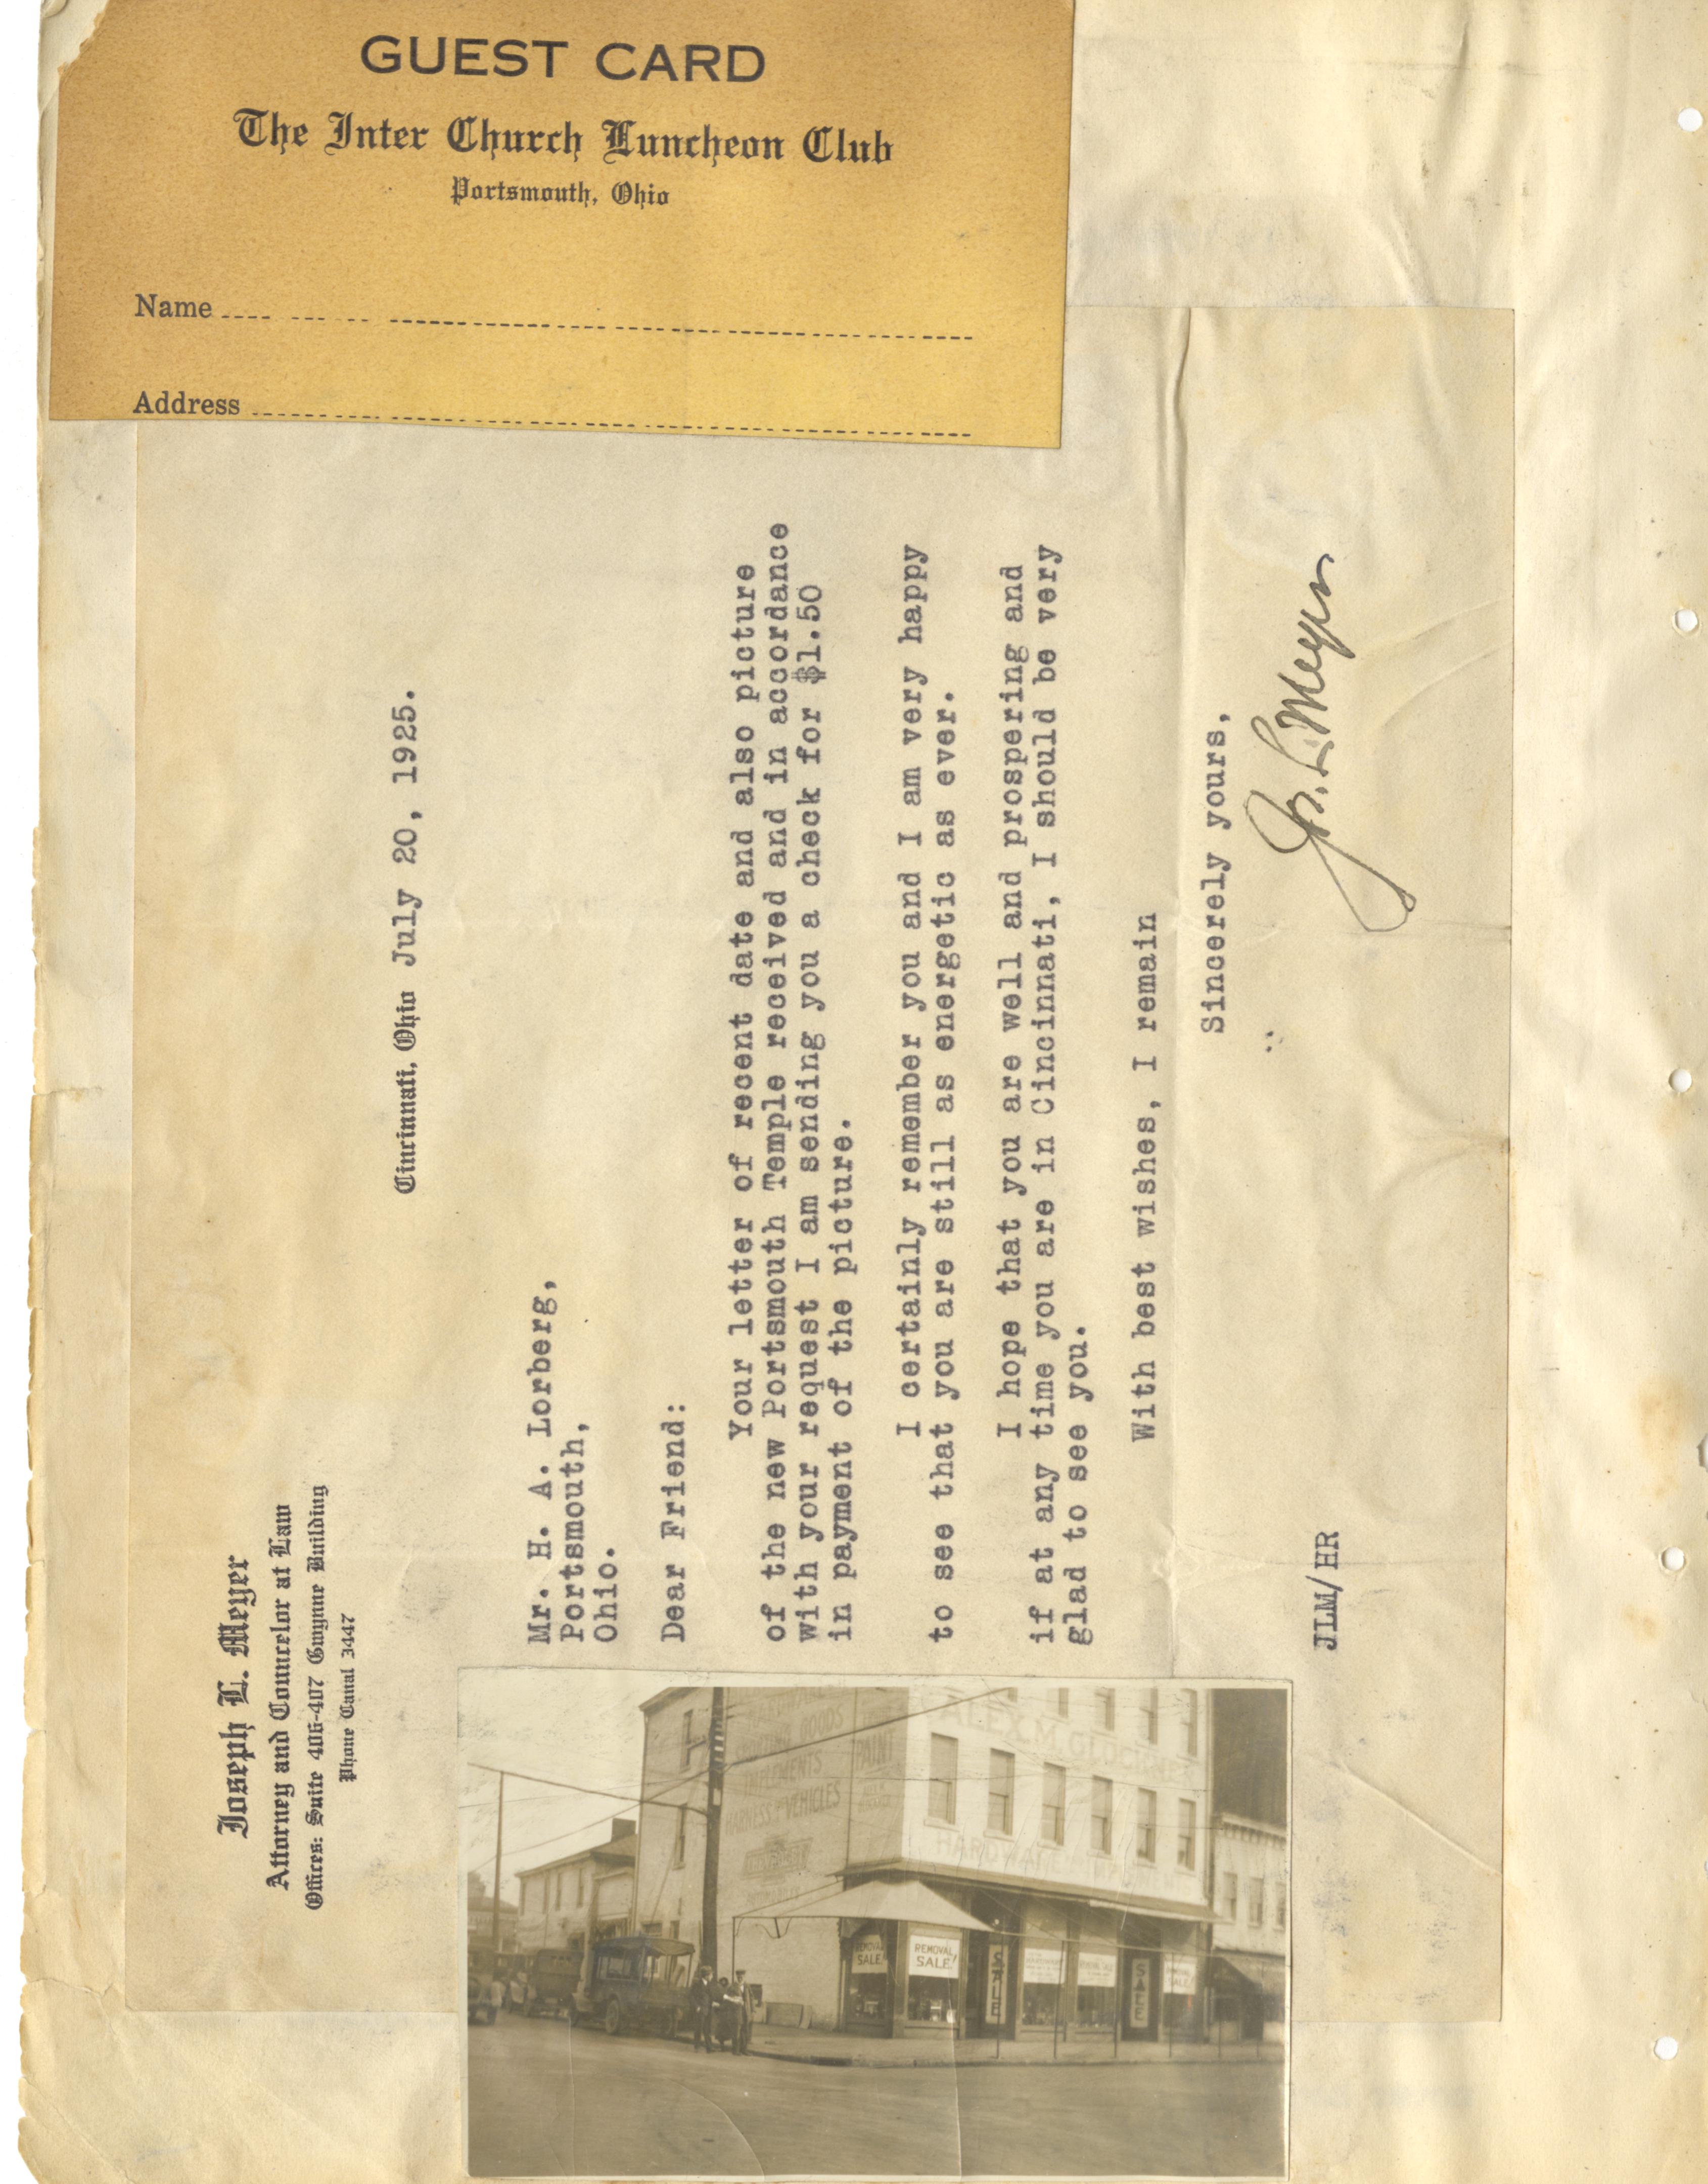 GUEST CARD
The Inter Church Luncheon Club
Portsmouth, Ohio
Name
Address
Joseph L. Meyer
Attorney and Councelor at Law
Offices: Suite 406-407 Gwynne Building
Phone Canal 3447
Cincinnati, Ohio July 20, 1925.
Mr. H. A. Lorberg,
Portsmouth,
Ohio.
Dear Friend:
Your letter of recent date and also picture
of the new Portsmouth Temple received and in accordance
with your request I am sending you a check for $1.50
in payment of the picture.
I certainly remember you and I am very happy
to see that you are still as energetic as ever.
I hope that you are well and prospering and
if at any time you are in Cincinnati, I should be very
glad to see you.
With best wishes, I remain
Sincerely yours,
Jos. L. Meyer
JLM/HR
GOODS
IMPLEMENTS
HARNESS & VEHICLES
PAINT
HARDWARE
REMOVAL
SALE
REMOVAL
SALE!
SALE
SALE
SALE